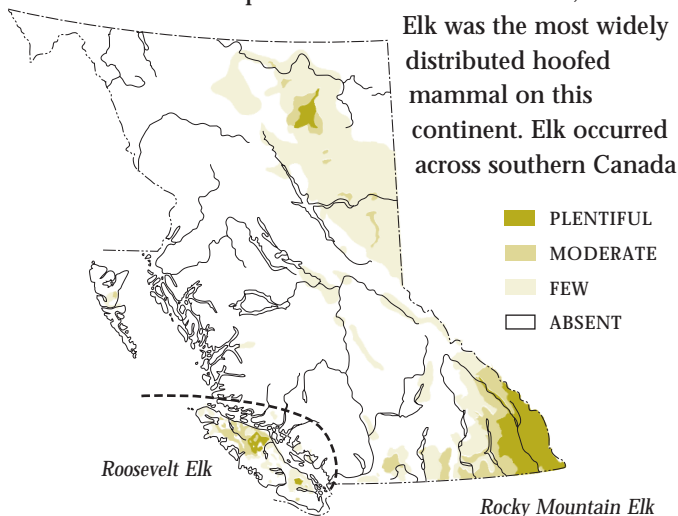 Elk was the most widely
distributed hoofed
mammal on this
continent. Elk occurred
across southern Canada
PLENTIFUL
MODERATE
FEW
ABSENT
Roosevelt Elk
Rocky Mountain Elk